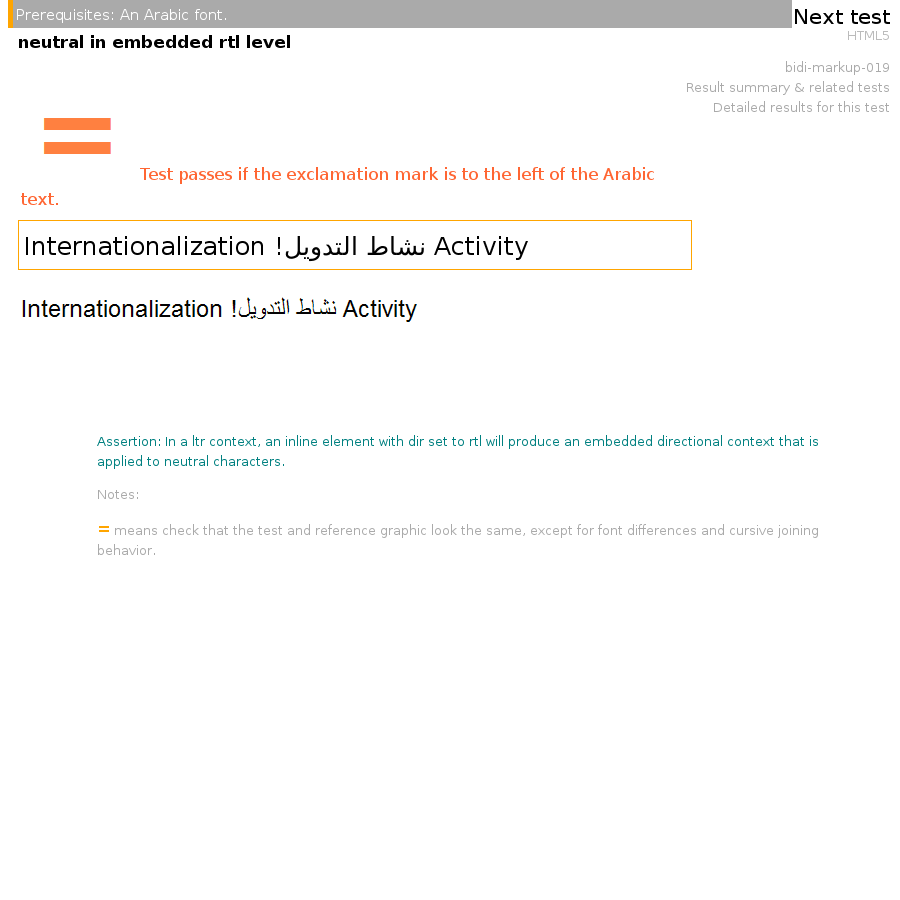 Prerequisites: An Arabic font.
Next test
neutral in embedded rtl level
HTML5
bidi-markup-019
Result summary & related tests
Detailed results for this test
Test passes if the exclamation mark is to the left of the Arabic
text.
Internationalization ‫نشاط التدويل!‬ Activity
Internationalization ‫نشاط التدويل!‬ Activity
Assertion: In a ltr context, an inline element with dir set to rtl will produce an embedded directional context that is
applied to neutral characters.
Notes:
= means check that the test and reference graphic look the same, except for font differences and cursive joining
behavior.